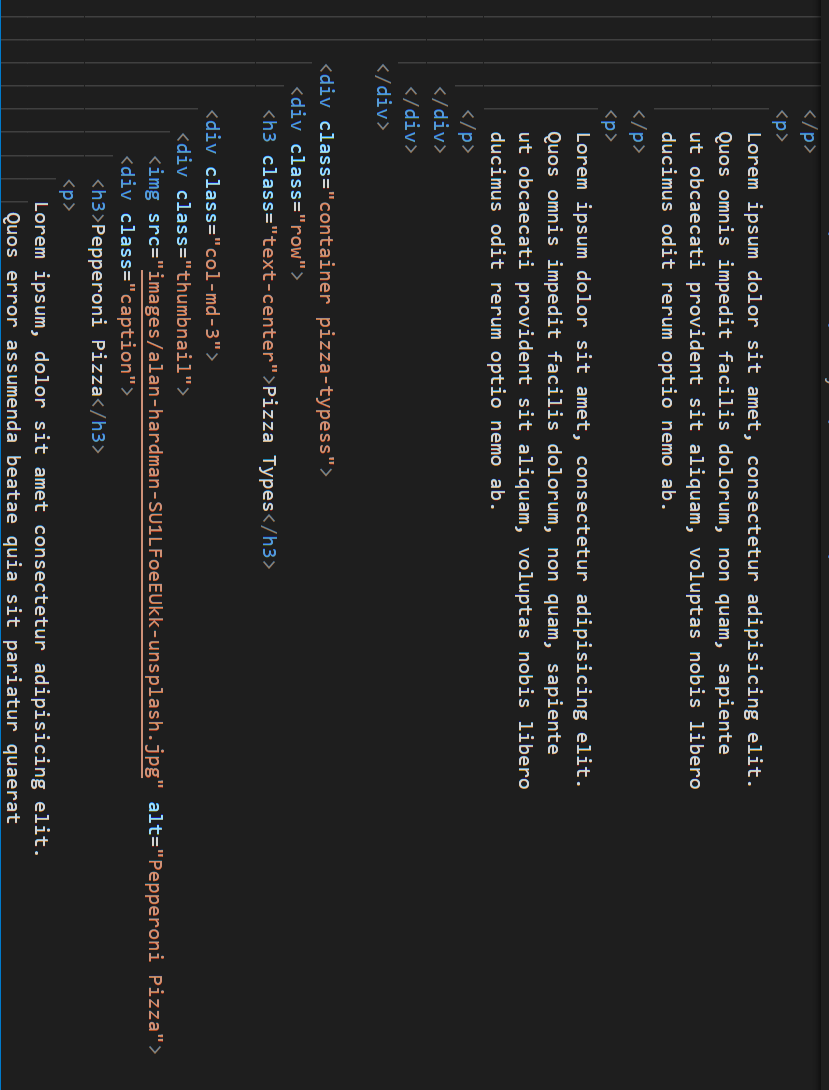 </p>
<p>
Lorem ipsum dolor sit amet, consectetur adipisicing elit.
Quos omnis impedit facilis dolorum, non quam, sapiente
ut obcaecati provident sit aliquam, voluptas nobis libero
ducimus odit rerum optio nemo ab.
</p>
<p>
Lorem ipsum dolor sit amet, consectetur adipisicing elit.
Quos omnis impedit facilis dolorum, non quam, sapiente
ut obcaecati provident sit aliquam, voluptas nobis libero
ducimus odit rerum optio nemo ab.
</p>
</div>
</div>
</div>
<div class="container pizza-typess">
<div class="row">
<h3 class="text-center">Pizza Types</h3>
<div class="col-md-3">
<div class="thumbnail">
<img src="images/alan-hardman-SU1LFoeEUkk-unsplash.jpg" alt="Pepperoni Pizza">
<div class="caption">
<h3>Pepperoni Pizza</h3>
<p>
Lorem ipsum, dolor sit amet consectetur adipisicing elit.
Quos error assumenda beatae quia sit pariatur quaerat